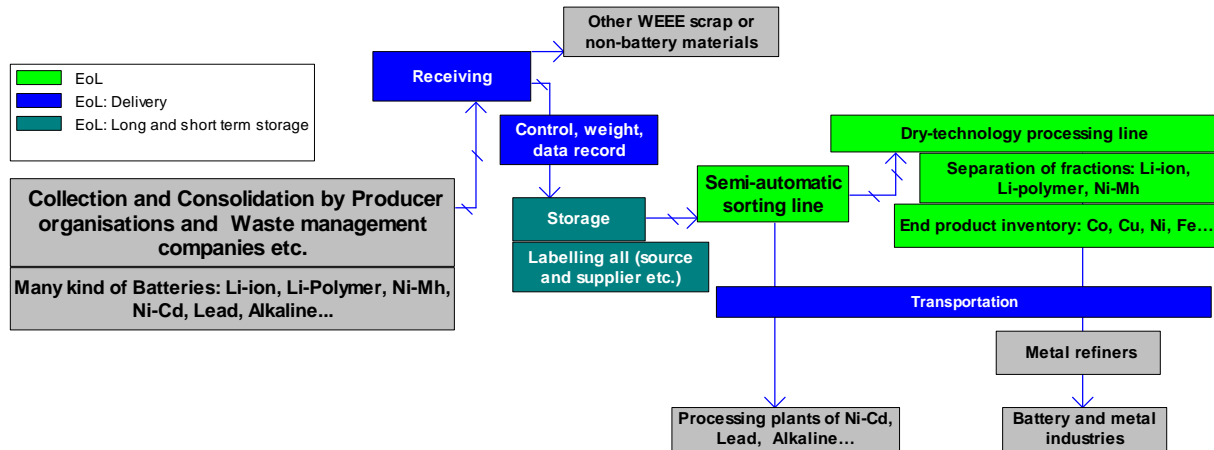 Other WEEE scrap or
non-battery materials
Receiving
EoL
EoL: Delivery
EoL: Long and short term storage
Control, weight,
data record
Dry-technology processing line
Separation of fractions: Li-ion,
Li-polymer, Ni-Mh
Semi-automatic
sorting line
Collection and Consolidation by Producer
organisations and Waste management
companies etc.
Storage
End product inventory: Co, Cu, Ni, Fe…
Labelling all (source
and supplier etc.)
Many kind of Batteries: Li-ion, Li-Polymer, Ni-Mh,
Ni-Cd, Lead, Alkaline...
Transportation
Metal refiners
Processing plants of Ni-Cd,
Lead, Alkaline…
Battery and metal
industries